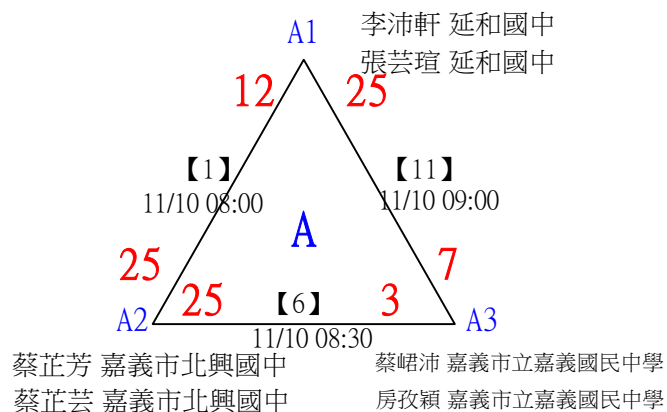 A1
李沛軒 延和國中
張芸瑄 延和國中
12
25
【1】
11/10 08:00
【11】
11/10 09:00
A
25
7
25
【6】
3
A2
A3
11/10 08:30
蔡芷芳 嘉義市北興國中
蔡芷芸 嘉義市北興國中
蔡峮沛 嘉義市立嘉義國民中學
房孜穎 嘉義市立嘉義國民中學